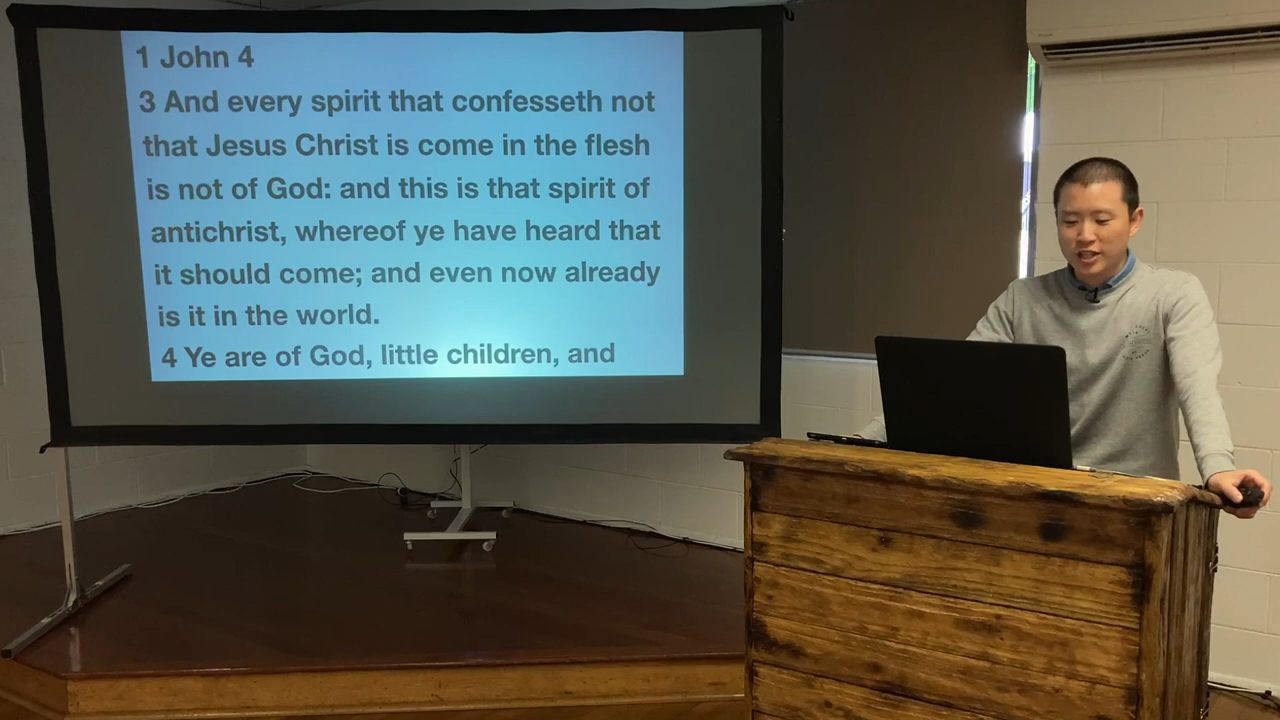 1 John 4
3 And every spirit that confesseth not
that Jesus Christ is come in the flesh
is not of God: and this is that spirit of
antichrist, whereof ye have heard that
it should come; and even now already
is it in the world.
4 Ye are of God, little children, and